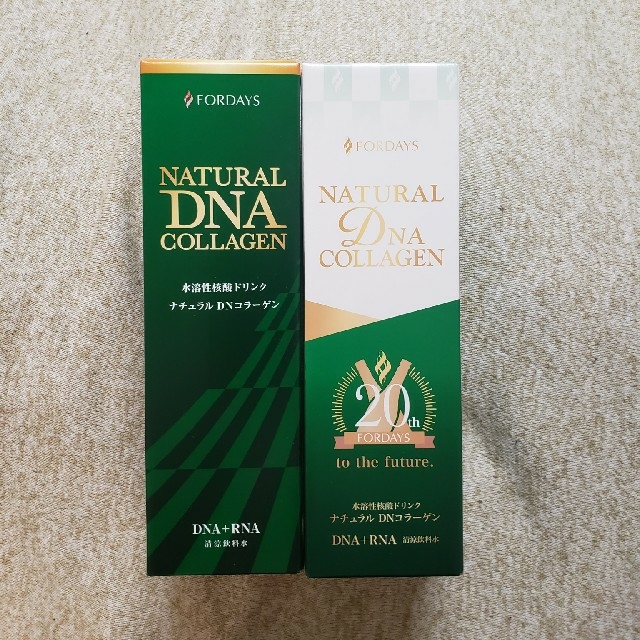 FORDAYS
NATURAL
DNA
COLLAGEN
水溶性核酸ドリンク
ナチュラル DNコラーゲン
DNA+RNA
清涼飲料水
FORDAYS
NATURAL
DNA
COLLAGEN
20th
FORDAYS
to the future.
水溶性核酸ドリンク
ナチュラル DNコラーゲン
DNA+RNA 清涼飲料水